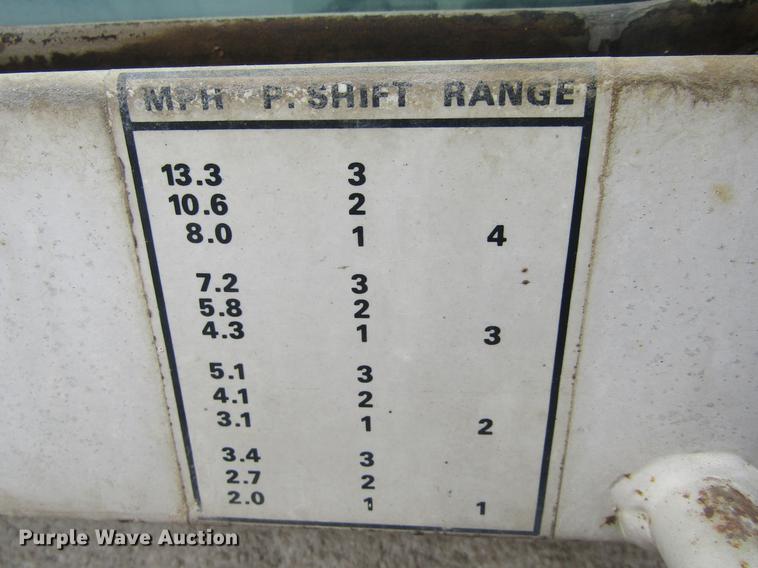 MPH P. SHIFT RANGE
13.3 3
10.6 2
8.0 1 4
7.2 3
5.8 2
4.3 1 3
5.1 3
4.1 2
3.1 1 2
3.4 3
2.7 2
2.0 1 1
Purple Wave Auction